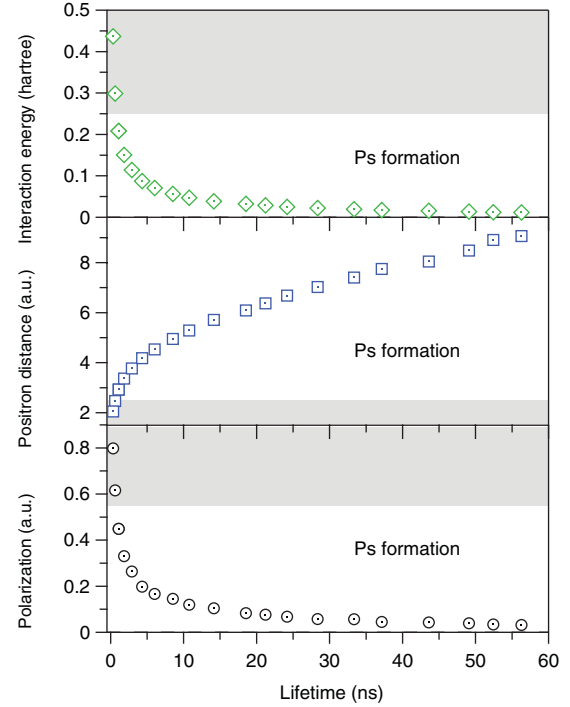 Interaction energy (hartree)
0.5
0.4
0.3
0.2
0.1
0
Ps formation
Positron distance (a.u.)
8
6
4
2
Ps formation
Polarization (a.u.)
0.8
0.6
0.4
0.2
0
Ps formation
0 10 20 30 40 50 60
Lifetime (ns)